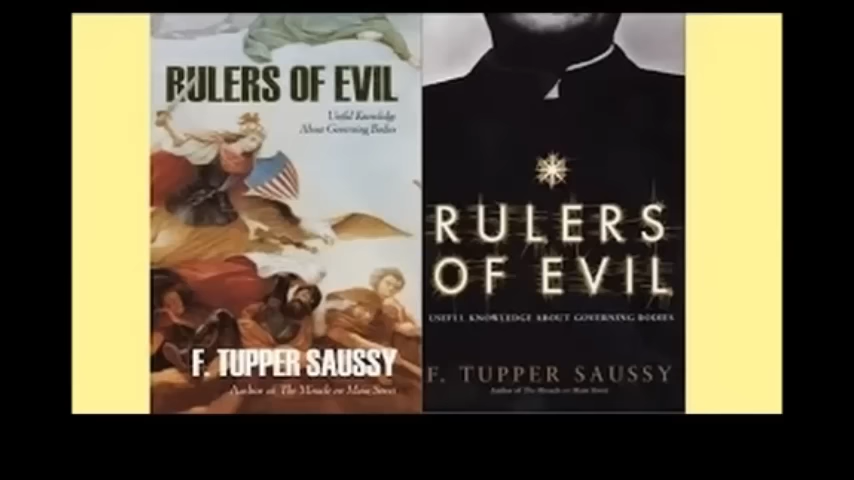 RULERS OF EVIL
Useful Knowledge
About Governing Bodies
F. TUPPER SAUSSY
Author of The Miracle on Main Street
RULERS
OF EVIL
USEFUL KNOWLEDGE ABOUT GOVERNING BODIES
F. TUPPER SAUSSY
Author of The Miracle on Main Street